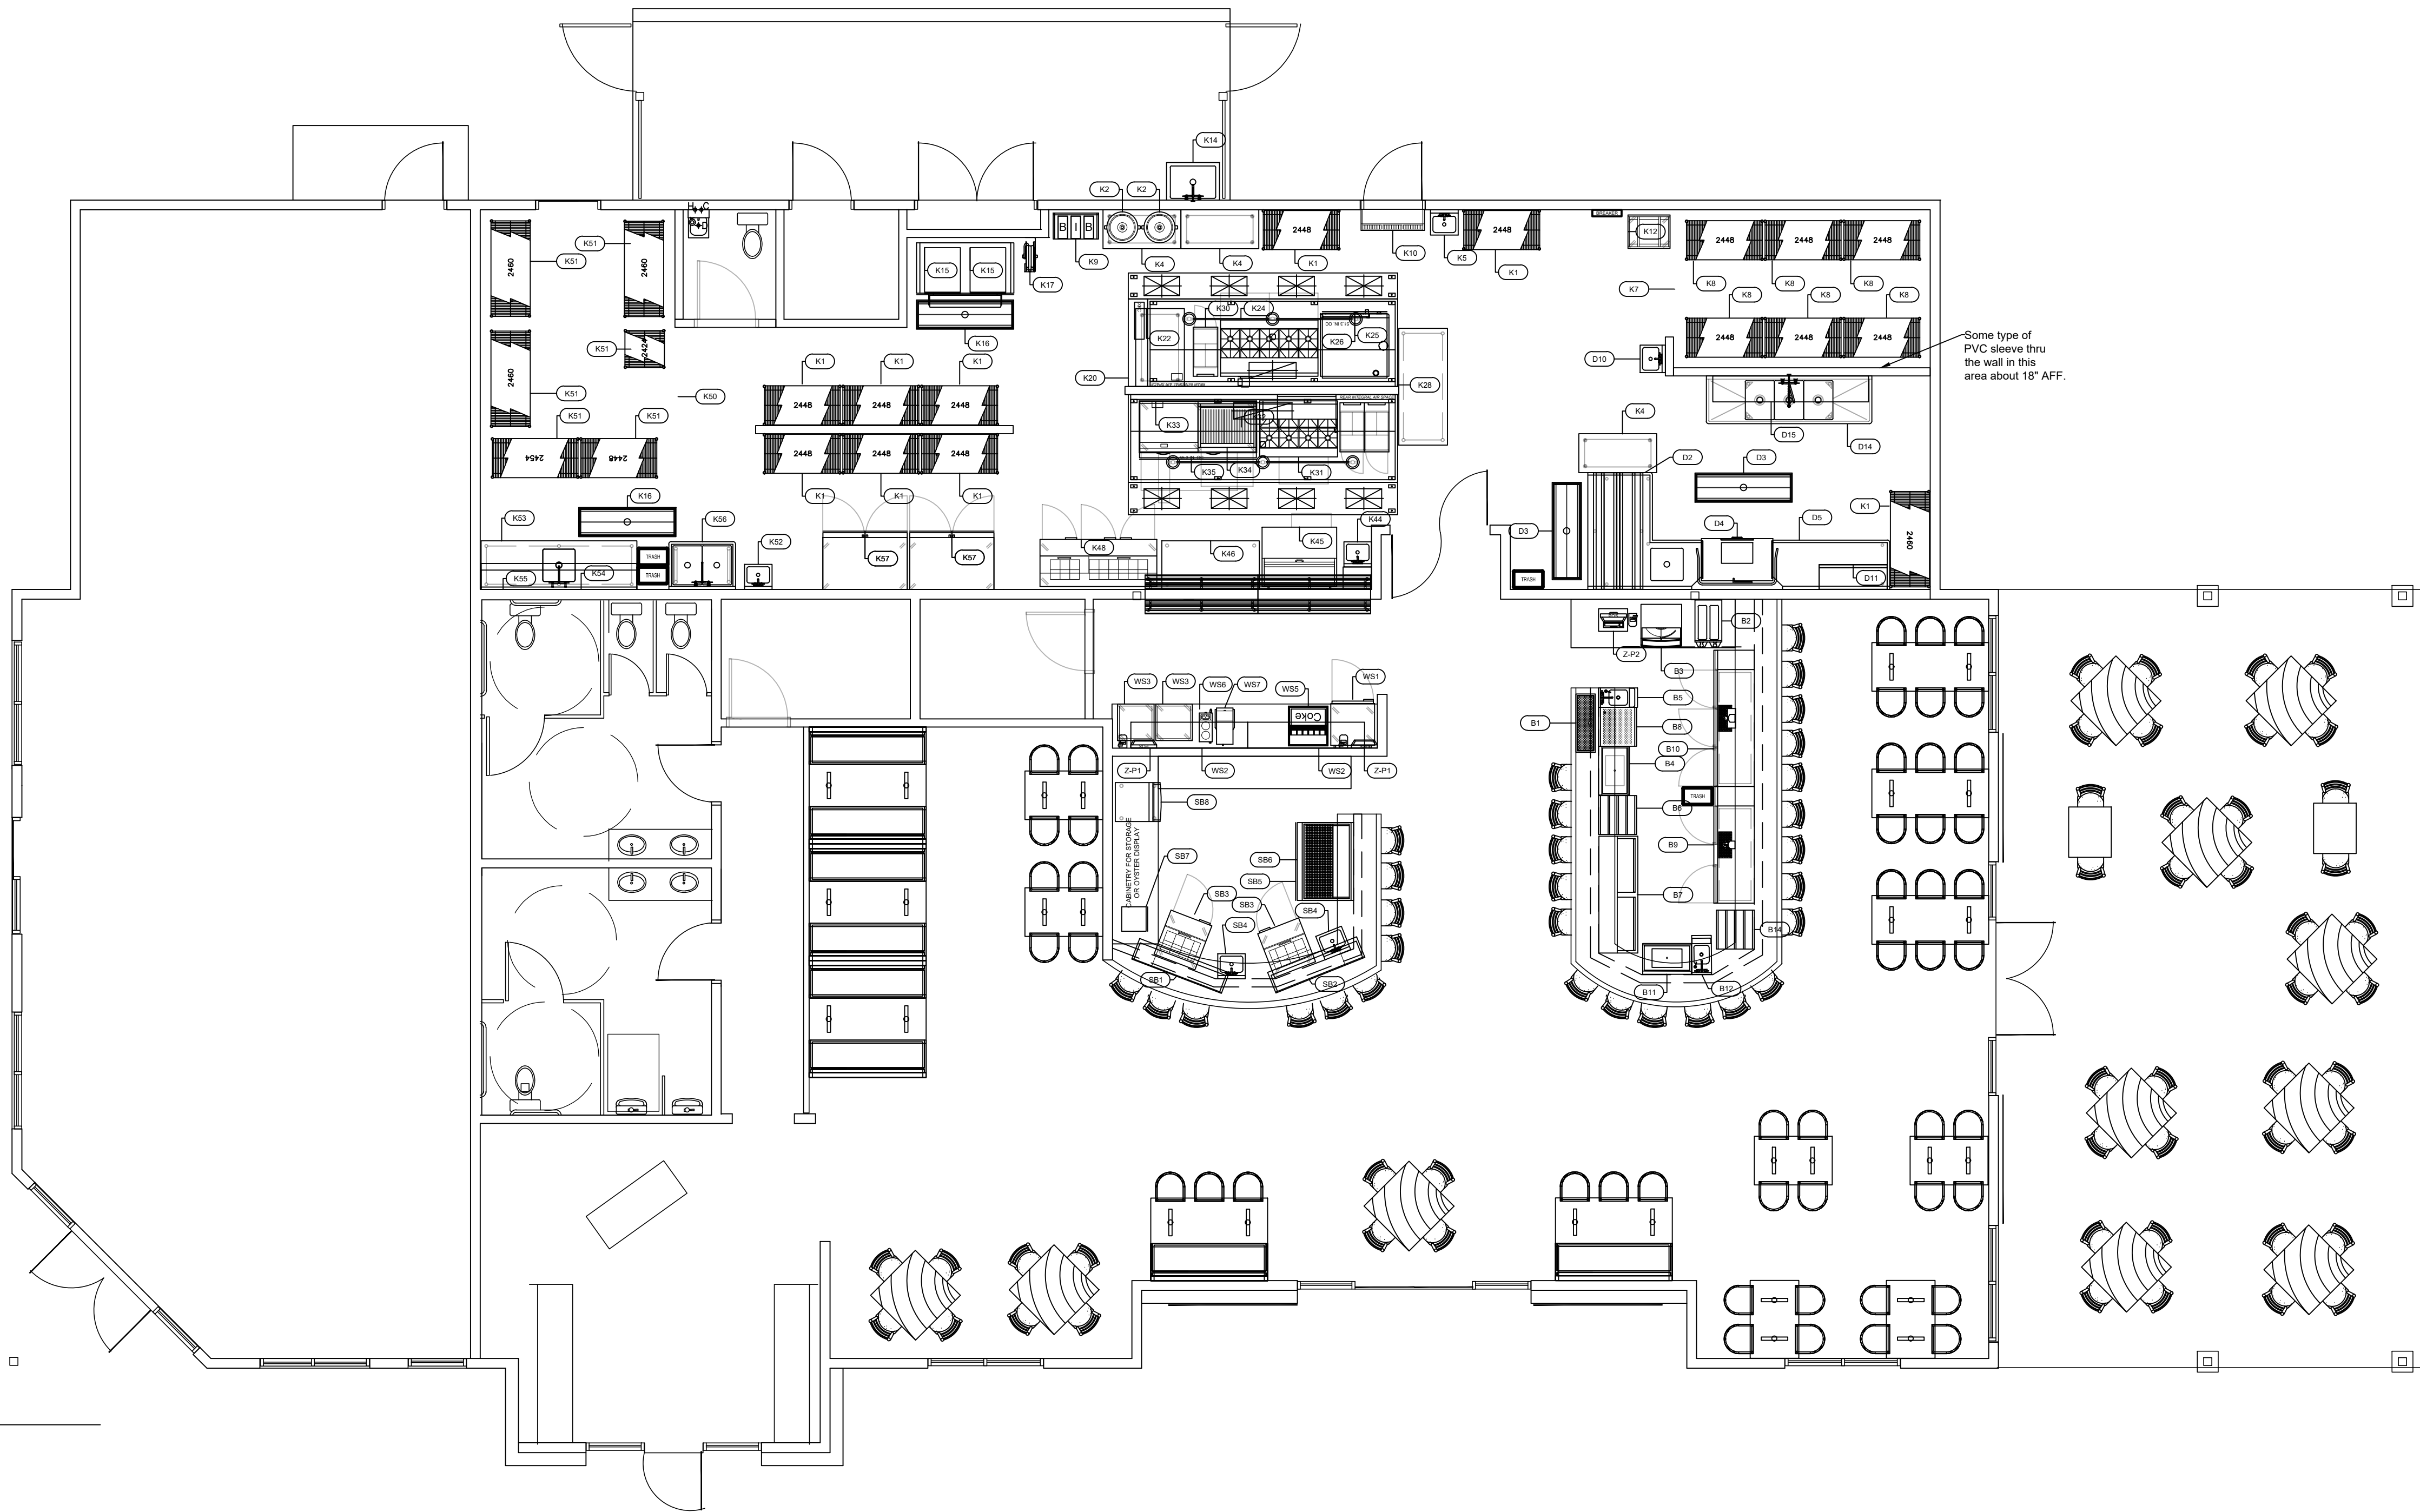 K14
K2
K2
H
C
BREAKER
K51
K51
2460
2460
K15
K15
K17
B I B
K9
K4
K4
2448
K1
K10
K5
2448
K1
K12
2448
2448
2448
K8
K8
K8
K7
K8
K8
K8
2448
2448
2448
K16
K51
2424
2460
K51
K50
K51
K51
2454
2448
K1
K1
K1
2448
2448
2448
2448
2448
2448
K1
K1
K1
K20
K22
K30
K24
K25
K26
K28
K33
K35
K34
K31
REAR INTEGRAL AIR SPACE
D10
Some type of
PVC sleeve thru
the wall in this
area about 18" AFF.
K4
D15
D14
D2
D3
K1
2460
D3
D4
D5
D11
TRASH
K16
K53
K56
K52
TRASH
TRASH
K55
K54
K57
K57
K48
K46
K45
K44
B2
Z-P2
B3
B5
B1
B8
B10
B4
TRASH
B6
B9
B7
B14
B11
B12
WS3
WS3
WS6
WS7
WS5
WS1
Coke
Z-P1
WS2
WS2
Z-P1
SB8
CABINETRY FOR STORAGE
OR OYSTER DISPLAY
SB7
SB6
SB5
SB3
SB3
SB4
SB4
SB1
SB2